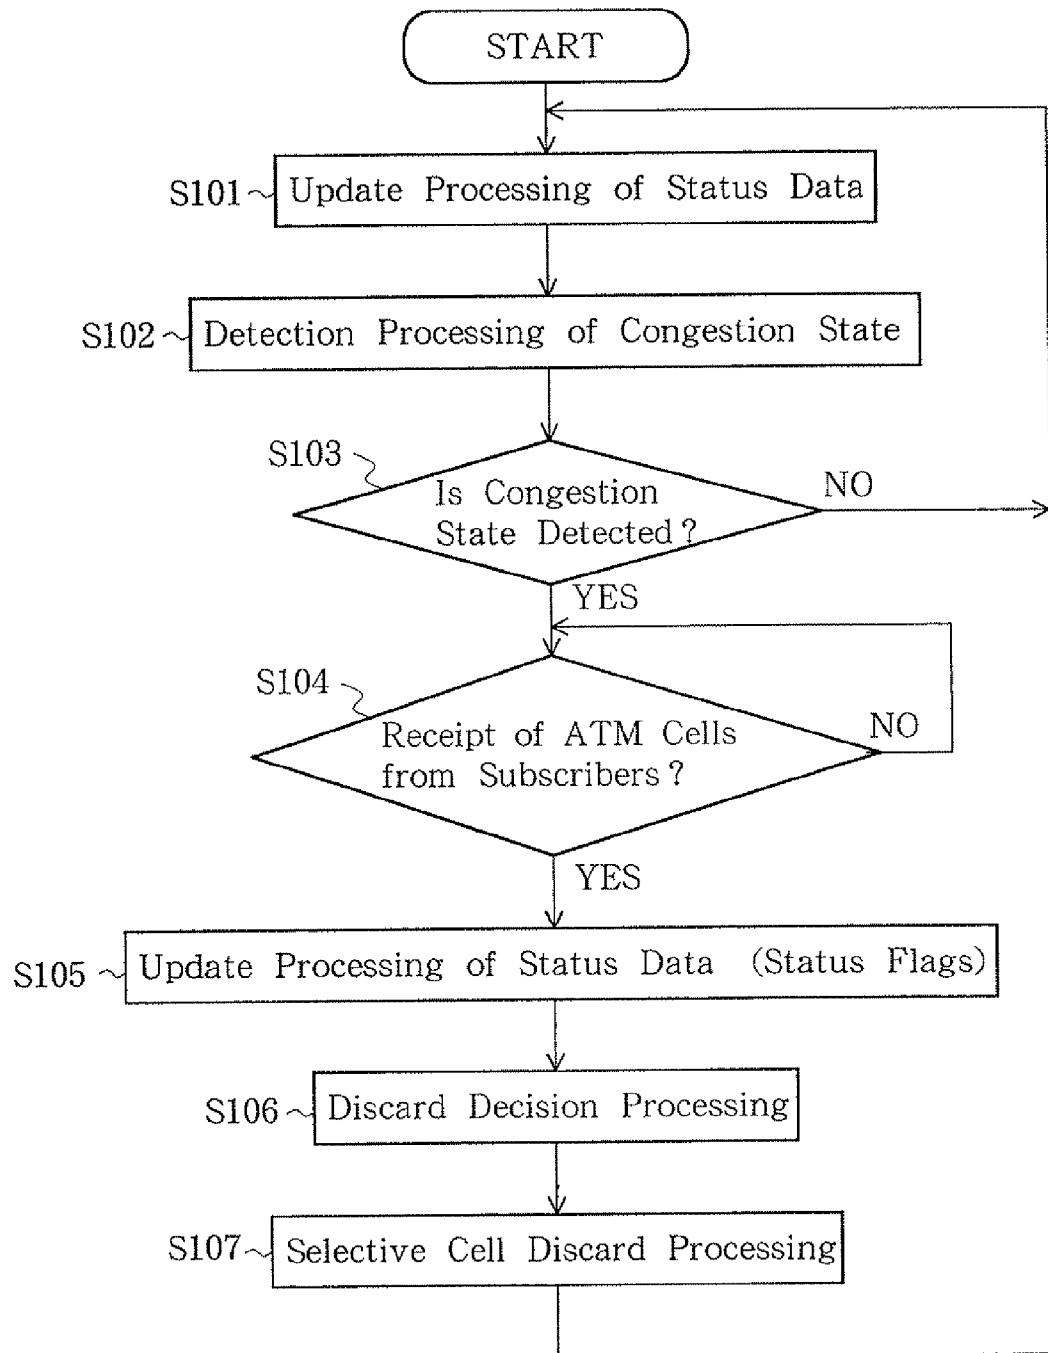 START
S101
Update Processing of Status Data
S102
Detection Processing of Congestion State
S103
Is Congestion
State Detected?
NO
YES
S104
Receipt of ATM Cells
from Subscribers?
NO
YES
S105
Update Processing of Status Data (Status Flags)
S106
Discard Decision Processing
S107
Selective Cell Discard Processing